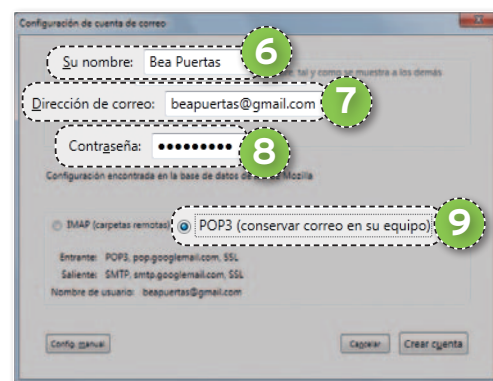 Configuración de cuenta de correo
Su nombre: Bea Puertas 6
tal y como se muestra a los demás
Dirección de correo: beapuertas@gmail.com 7
Contraseña: ●●●●●●●●● 8
Configuración encontrada en la base de datos de Mozilla
IMAP (carpetas remotas) POP3 (conservar correo en su equipo) 9
Entrante: POP3, pop.googlemail.com, SSL
Saliente: SMTP, smtp.googlemail.com, SSL
Nombre de usuario: beapuertas@gmail.com
Config. manual Cancelar Crear cuenta